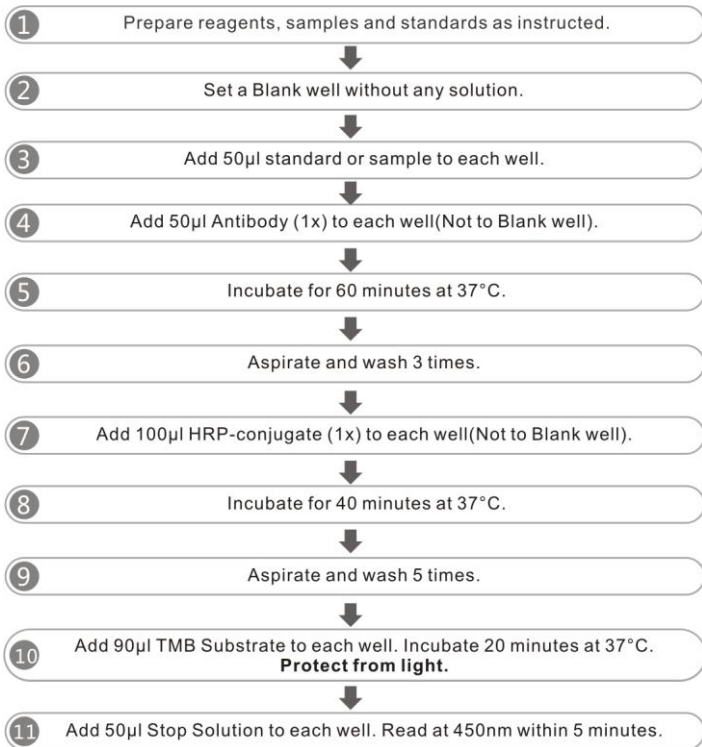 1 Prepare reagents, samples and standards as instructed.
2 Set a Blank well without any solution.
3 Add 50µl standard or sample to each well.
4 Add 50µl Antibody (1x) to each well(Not to Blank well).
5 Incubate for 60 minutes at 37°C.
6 Aspirate and wash 3 times.
7 Add 100µl HRP-conjugate (1x) to each well(Not to Blank well).
8 Incubate for 40 minutes at 37°C.
9 Aspirate and wash 5 times.
10 Add 90µl TMB Substrate to each well. Incubate 20 minutes at 37°C.
Protect from light.
11 Add 50µl Stop Solution to each well. Read at 450nm within 5 minutes.